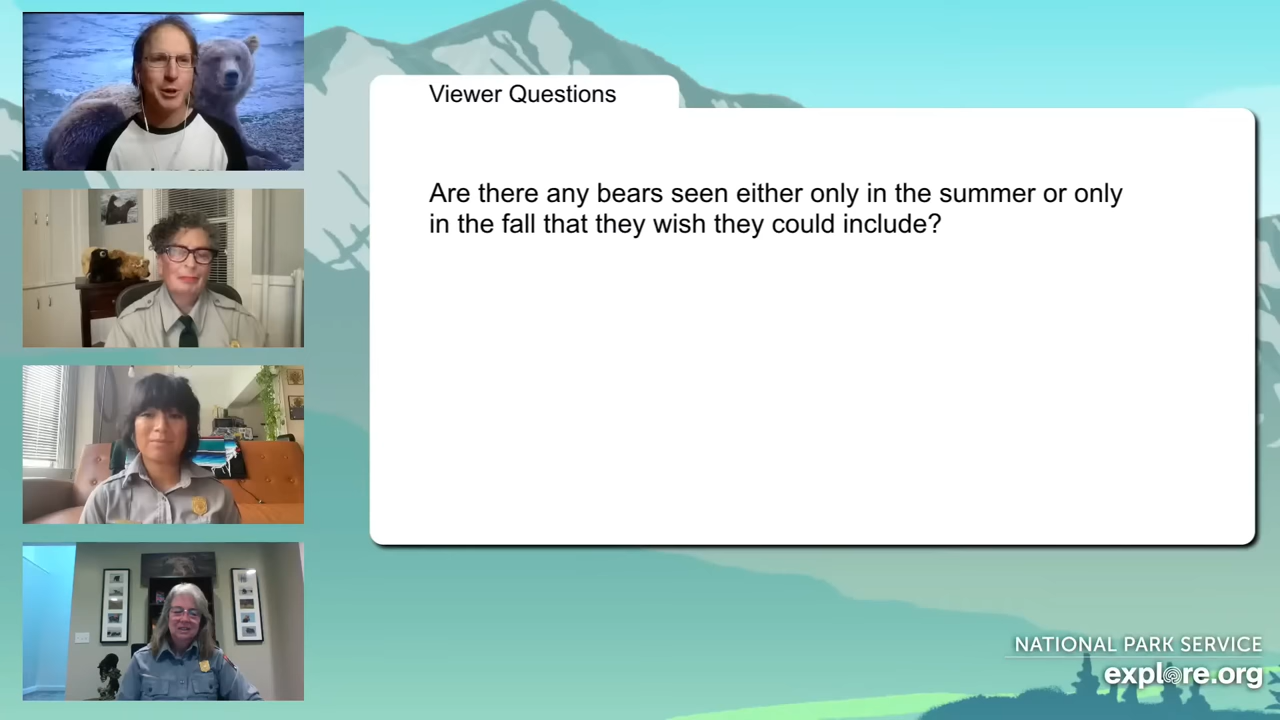 Viewer Questions
Are there any bears seen either only in the summer or only
in the fall that they wish they could include?
NATIONAL PARK SERVICE
explore.org